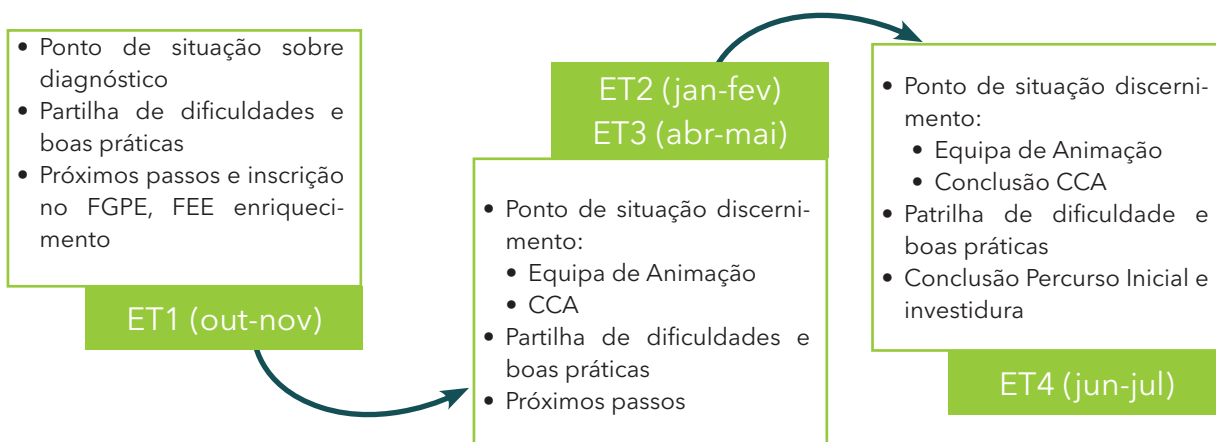 • Ponto de situação sobre
diagnóstico
• Partilha de dificuldades e
boas práticas
• Próximos passos e inscrição
no FGPE, FEE enriqueci-
mento
ET1 (out-nov)
ET2 (jan-fev)
ET3 (abr-mai)
• Ponto de situação discerni-
mento:
• Equipa de Animação
• CCA
• Partilha de dificuldades e
boas práticas
• Próximos passos
• Ponto de situação discerni-
mento:
• Equipa de Animação
• Conclusão CCA
• Patrilha de dificuldade e
boas práticas
• Conclusão Percurso Inicial e
investidura
ET4 (jun-jul)